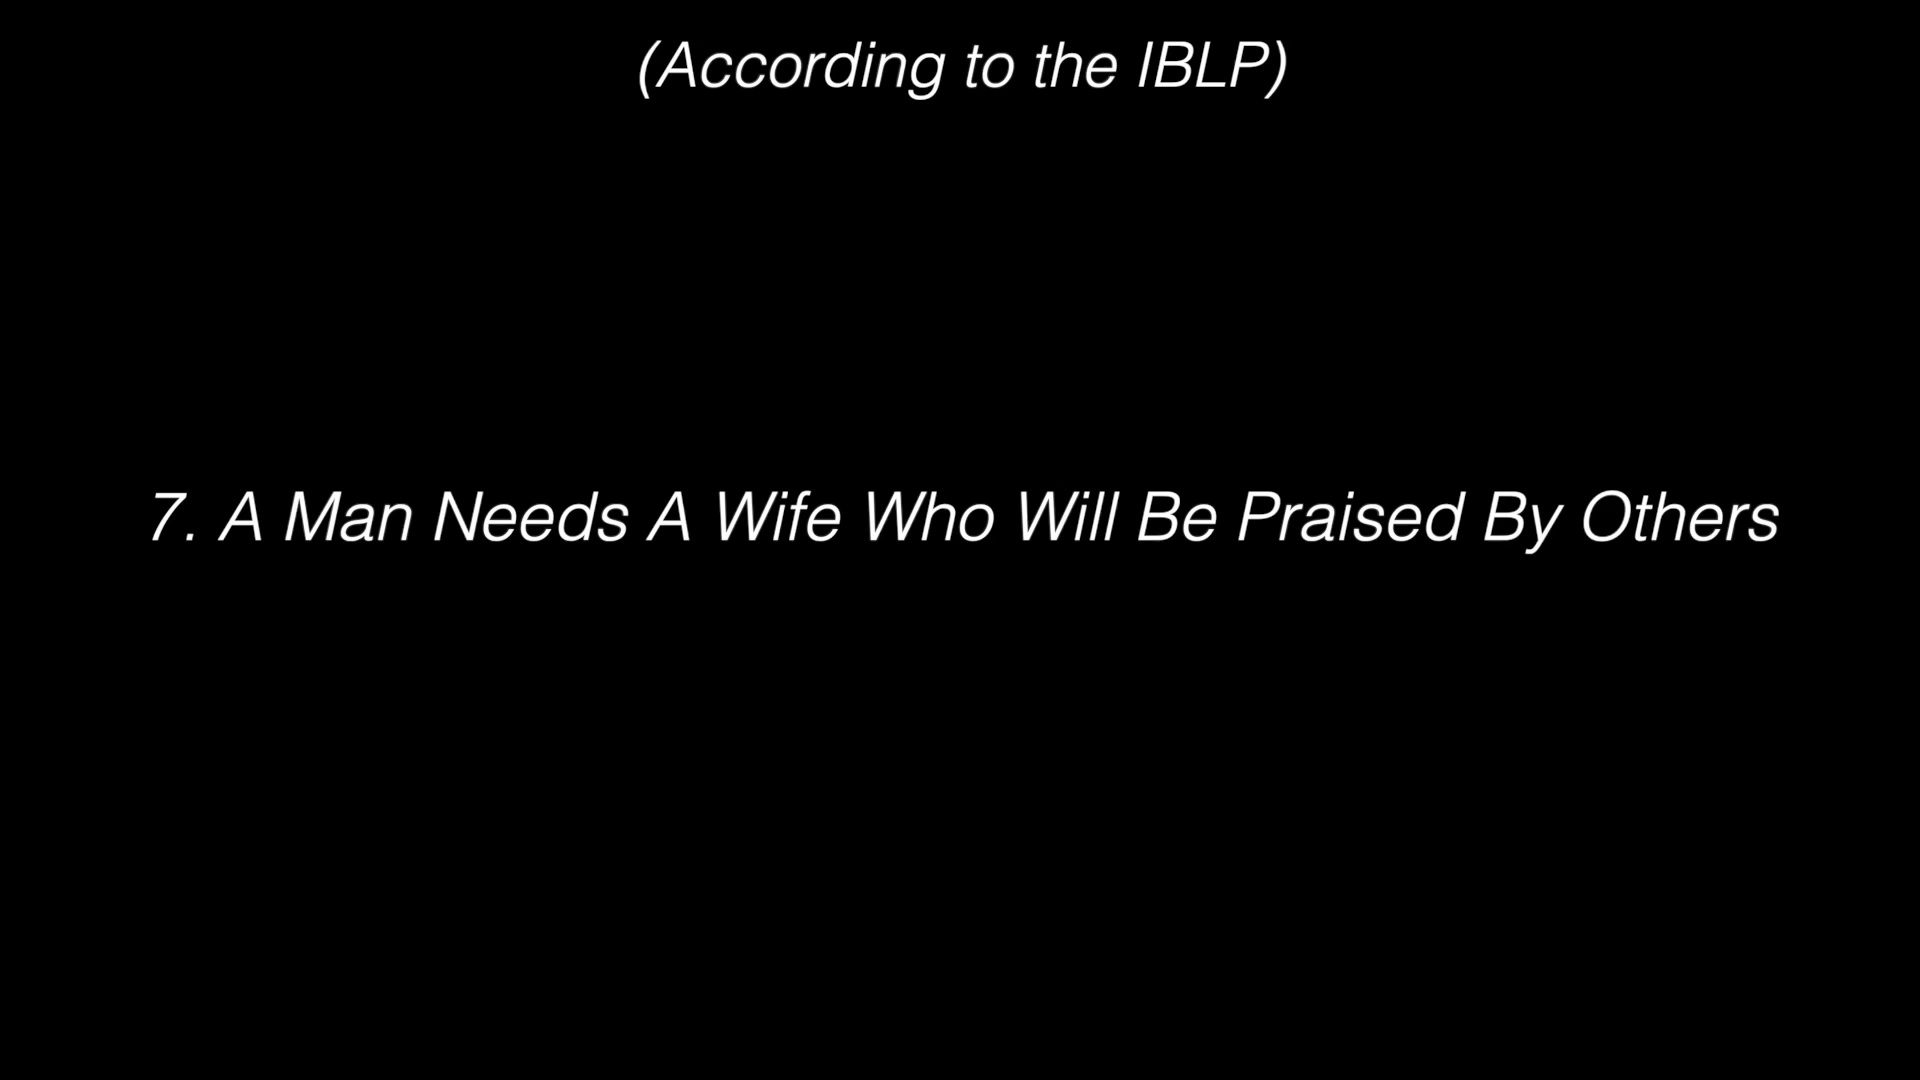 (According to the IBLP)
7. A Man Needs A Wife Who Will Be Praised By Others